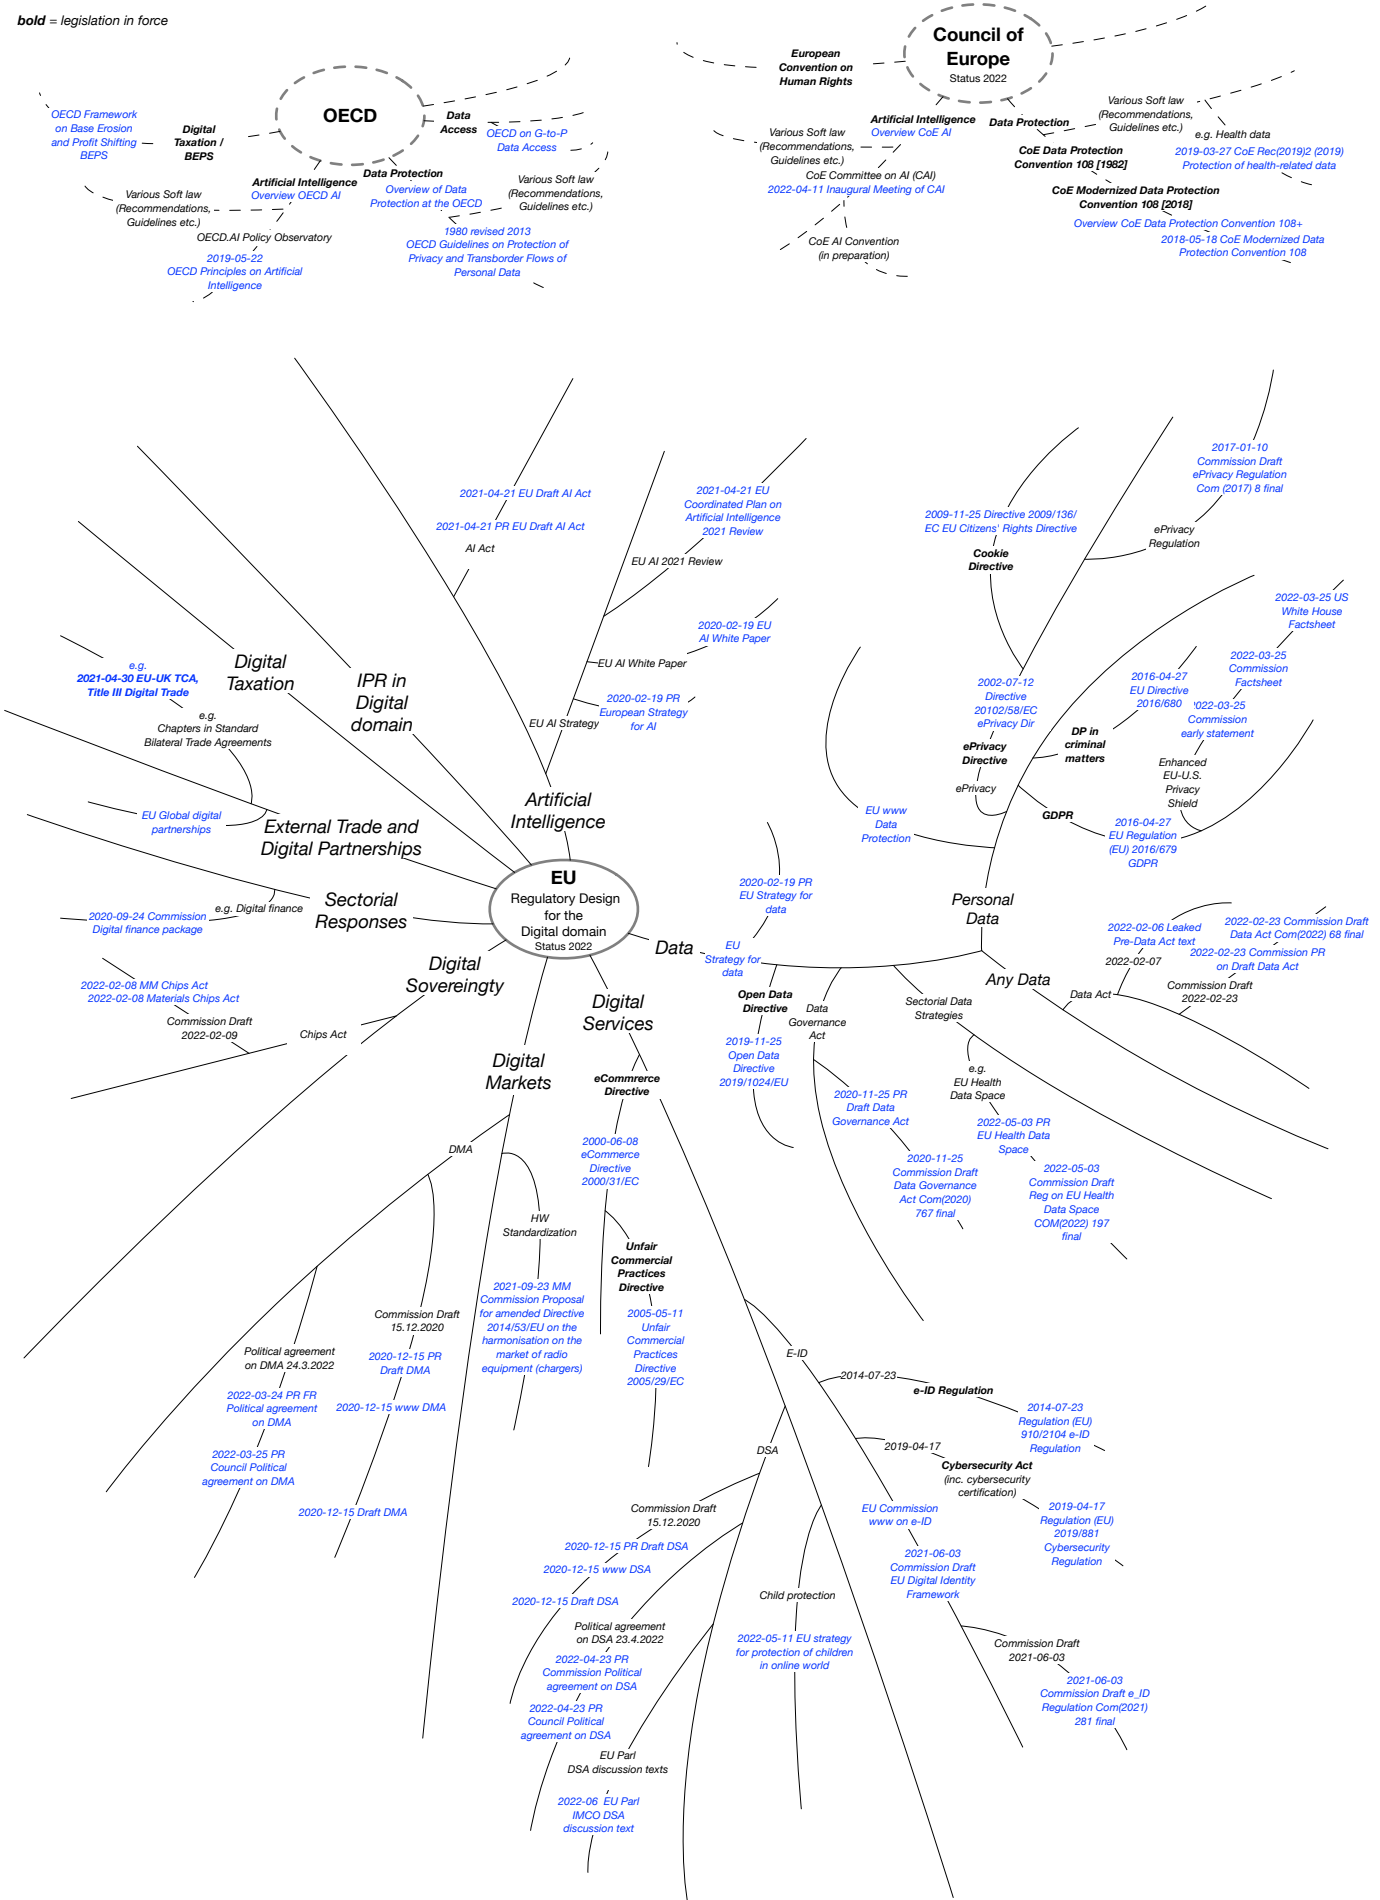 bold = legislation in force
OECD
Digital
Taxation /
BEPS
OECD Framework
on Base Erosion
and Profit Shifting
BEPS
Data
Access
OECD on G-to-P
Data Access
Artificial Intelligence
Overview OECD AI
Various Soft law
(Recommendations,
Guidelines etc.)
OECD.AI Policy Observatory
2019-05-22
OECD Principles on Artificial
Intelligence
Data Protection
Overview of Data
Protection at the OECD
Various Soft law
(Recommendations,
Guidelines etc.)
1980 revised 2013
OECD Guidelines on Protection of
Privacy and Transborder Flows of
Personal Data
Council of
Europe
Status 2022
European
Convention on
Human Rights
Artificial Intelligence
Overview CoE AI
Various Soft law
(Recommendations,
Guidelines etc.)
CoE Committee on AI (CAI)
2022-04-11 Inaugural Meeting of CAI
CoE AI Convention
(in preparation)
Data Protection
Various Soft law
(Recommendations,
Guidelines etc.)
e.g. Health data
2019-03-27 CoE Rec(2019)2 (2019)
Protection of health-related data
CoE Data Protection
Convention 108 [1982]
CoE Modernized Data Protection
Convention 108 [2018]
Overview CoE Data Protection Convention 108+
2018-05-18 CoE Modernized Data
Protection Convention 108
EU
Regulatory Design
for the
Digital domain
Status 2022
Artificial
Intelligence
2021-04-21 EU Draft AI Act
2021-04-21 PR EU Draft AI Act
AI Act
2021-04-21 EU
Coordinated Plan on
Artificial Intelligence
2021 Review
EU AI 2021 Review
2020-02-19 EU
AI White Paper
EU AI White Paper
2020-02-19 PR
European Strategy
for AI
EU AI Strategy
IPR in
Digital
domain
Digital
Taxation
External Trade and
Digital Partnerships
e.g.
2021-04-30 EU-UK TCA,
Title III Digital Trade
e.g.
Chapters in Standard
Bilateral Trade Agreements
EU Global digital
partnerships
Sectorial
Responses
e.g. Digital finance
2020-09-24 Commission
Digital finance package
Digital
Sovereingty
Chips Act
2022-02-08 MM Chips Act
2022-02-08 Materials Chips Act
Commission Draft
2022-02-09
Digital
Markets
DMA
Commission Draft
15.12.2020
2020-12-15 PR
Draft DMA
2020-12-15 www DMA
2020-12-15 Draft DMA
Political agreement
on DMA 24.3.2022
2022-03-24 PR FR
Political agreement
on DMA
2022-03-25 PR
Council Political
agreement on DMA
HW
Standardization
2021-09-23 MM
Commission Proposal
for amended Directive
2014/53/EU on the
harmonisation on the
market of radio
equipment (chargers)
Digital
Services
eCommrerce
Directive
2000-06-08
eCommerce
Directive
2000/31/EC
Unfair
Commercial
Practices
Directive
2005-05-11
Unfair
Commercial
Practices
Directive
2005/29/EC
E-ID
2014-07-23
e-ID Regulation
2014-07-23
Regulation (EU)
910/2104 e-ID
Regulation
2019-04-17
Cybersecurity Act
(inc. cybersecurity
certification)
2019-04-17
Regulation (EU)
2019/881
Cybersecurity
Regulation
EU Commission
www on e-ID
2021-06-03
Commission Draft
EU Digital Identity
Framework
Commission Draft
2021-06-03
2021-06-03
Commission Draft e_ID
Regulation Com(2021)
281 final
DSA
Commission Draft
15.12.2020
2020-12-15 PR Draft DSA
2020-12-15 www DSA
2020-12-15 Draft DSA
Political agreement
on DSA 23.4.2022
2022-04-23 PR
Commission Political
agreement on DSA
2022-04-23 PR
Council Political
agreement on DSA
EU Parl
DSA discussion texts
2022-06 EU Parl
IMCO DSA
discussion text
Child protection
2022-05-11 EU strategy
for protection of children
in online world
Data
EU
Strategy for
data
2020-02-19 PR
EU Strategy for
data
Open Data
Directive
2019-11-25
Open Data
Directive
2019/1024/EU
Data
Governance
Act
2020-11-25 PR
Draft Data
Governance Act
2020-11-25
Commission Draft
Data Governance
Act Com(2020)
767 final
Sectorial Data
Strategies
e.g.
EU Health
Data Space
2022-05-03 PR
EU Health Data
Space
2022-05-03
Commission Draft
Reg on EU Health
Data Space
COM(2022) 197
final
Any Data
Data Act
2022-02-06 Leaked
Pre-Data Act text
2022-02-07
2022-02-23 Commission Draft
Data Act Com(2022) 68 final
2022-02-23 Commission PR
on Draft Data Act
Commission Draft
2022-02-23
Personal
Data
EU www
Data
Protection
ePrivacy
ePrivacy
Directive
2002-07-12
Directive
20102/58/EC
ePrivacy Dir
Cookie
Directive
2009-11-25 Directive 2009/136/
EC EU Citizens' Rights Directive
ePrivacy
Regulation
2017-01-10
Commission Draft
ePrivacy Regulation
Com (2017) 8 final
DP in
criminal
matters
2016-04-27
EU Directive
2016/680
GDPR
2016-04-27
EU Regulation
(EU) 2016/679
GDPR
Enhanced
EU-U.S.
Privacy
Shield
2022-03-25
Commission
early statement
2022-03-25
Commission
Factsheet
2022-03-25 US
White House
Factsheet